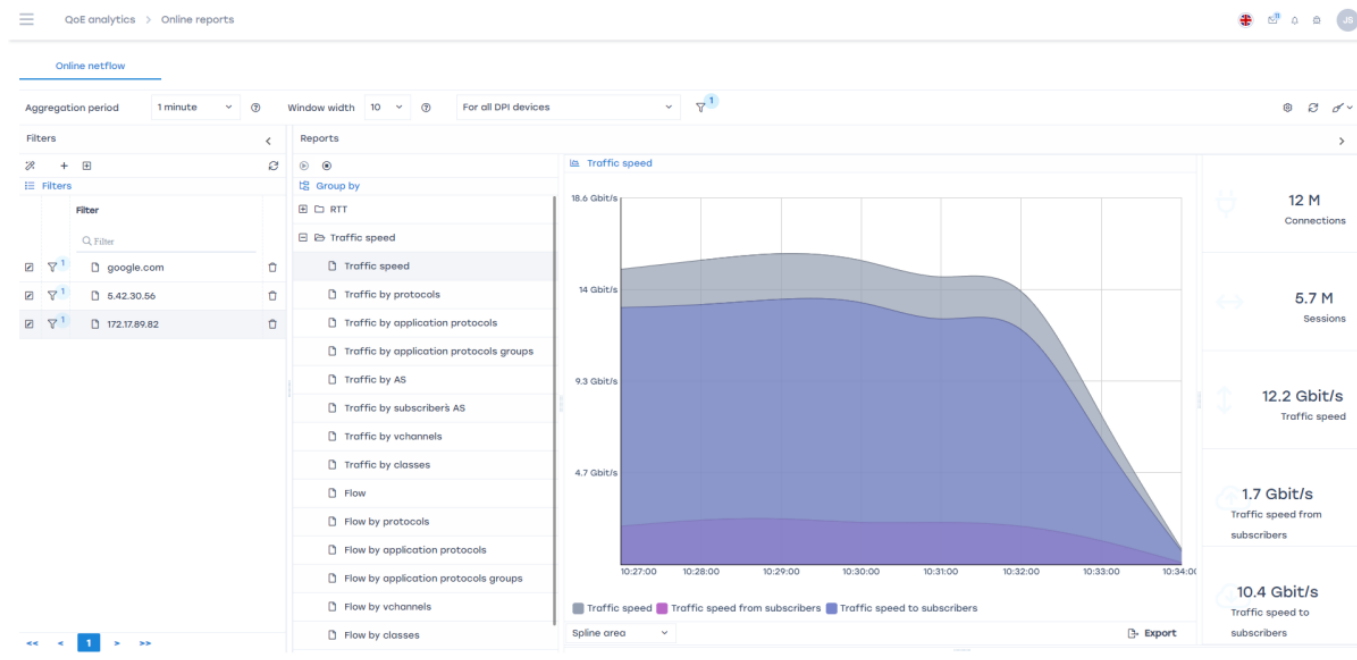 QoE analytics > Online reports
JS
Online netflow
Aggregation period 1 minute Window width 10 For all DPI devices 1
Filters
Reports
Filters
Filter
Filter
1 google.com
1 5.42.30.56
1 172.17.89.82
<< < 1 > >>
Group by
RTT
Traffic speed
Traffic speed
Traffic by protocols
Traffic by application protocols
Traffic by application protocols groups
Traffic by AS
Traffic by subscriber's AS
Traffic by vchannels
Traffic by classes
Flow
Flow by protocols
Flow by application protocols
Flow by application protocols groups
Flow by vchannels
Flow by classes
Traffic speed
18.6 Gbit/s
14 Gbit/s
9.3 Gbit/s
4.7 Gbit/s
10:27:00 10:28:00 10:29:00 10:30:00 10:31:00 10:32:00 10:33:00 10:34:00
Traffic speed Traffic speed from subscribers Traffic speed to subscribers
Spline area Export
12 M
Connections
5.7 M
Sessions
12.2 Gbit/s
Traffic speed
1.7 Gbit/s
Traffic speed from
subscribers
10.4 Gbit/s
Traffic speed to
subscribers